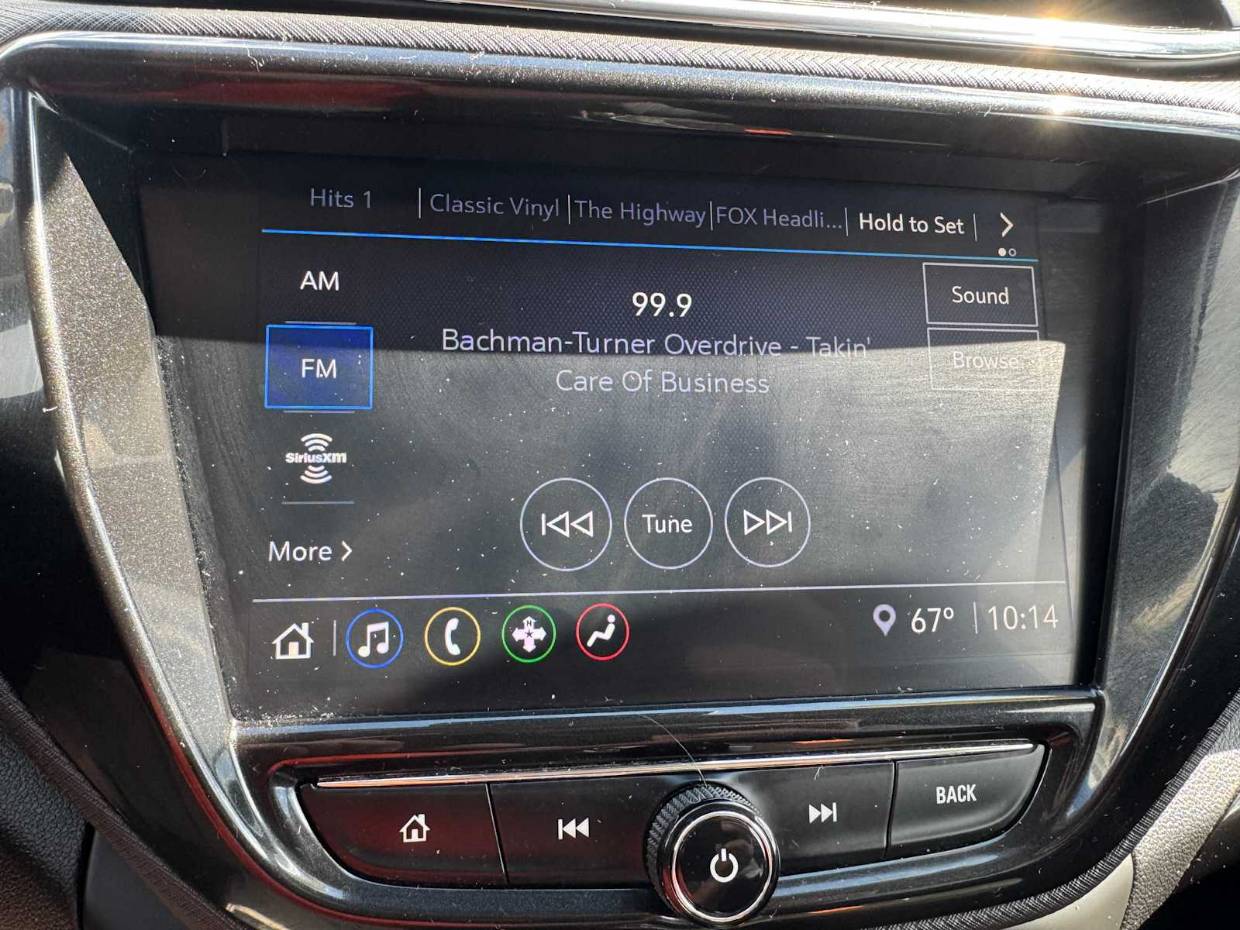 Hits 1 | Classic Vinyl | The Highway | FOX Headli... | Hold to Set |
AM
99.9
Sound
Bachman-Turner Overdrive - Takin'
Care Of Business
FM
Browse
SiriusXM
Tune
More
N
67° | 10:14
BACK